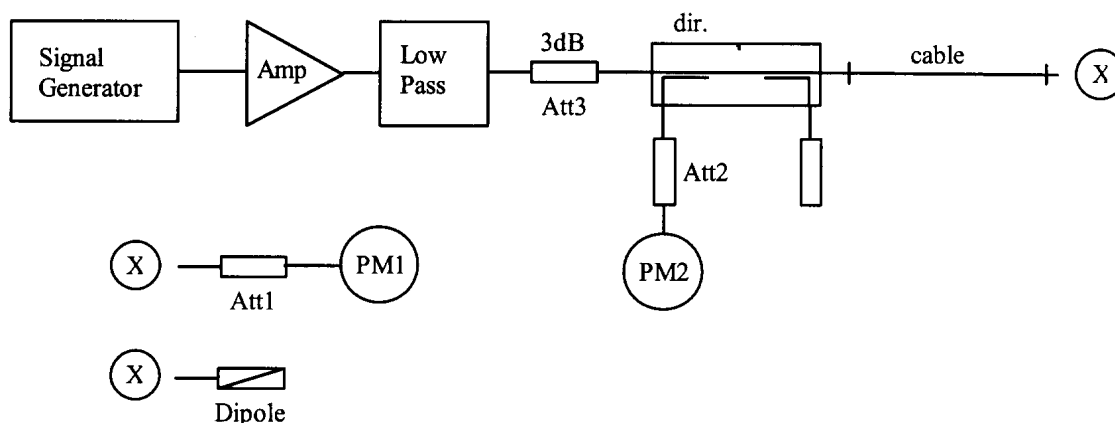 Signal
Generator
Amp
Low
Pass
3dB
Att3
dir.
cable
X
Att2
PM2
X
Att1
PM1
X
Dipole